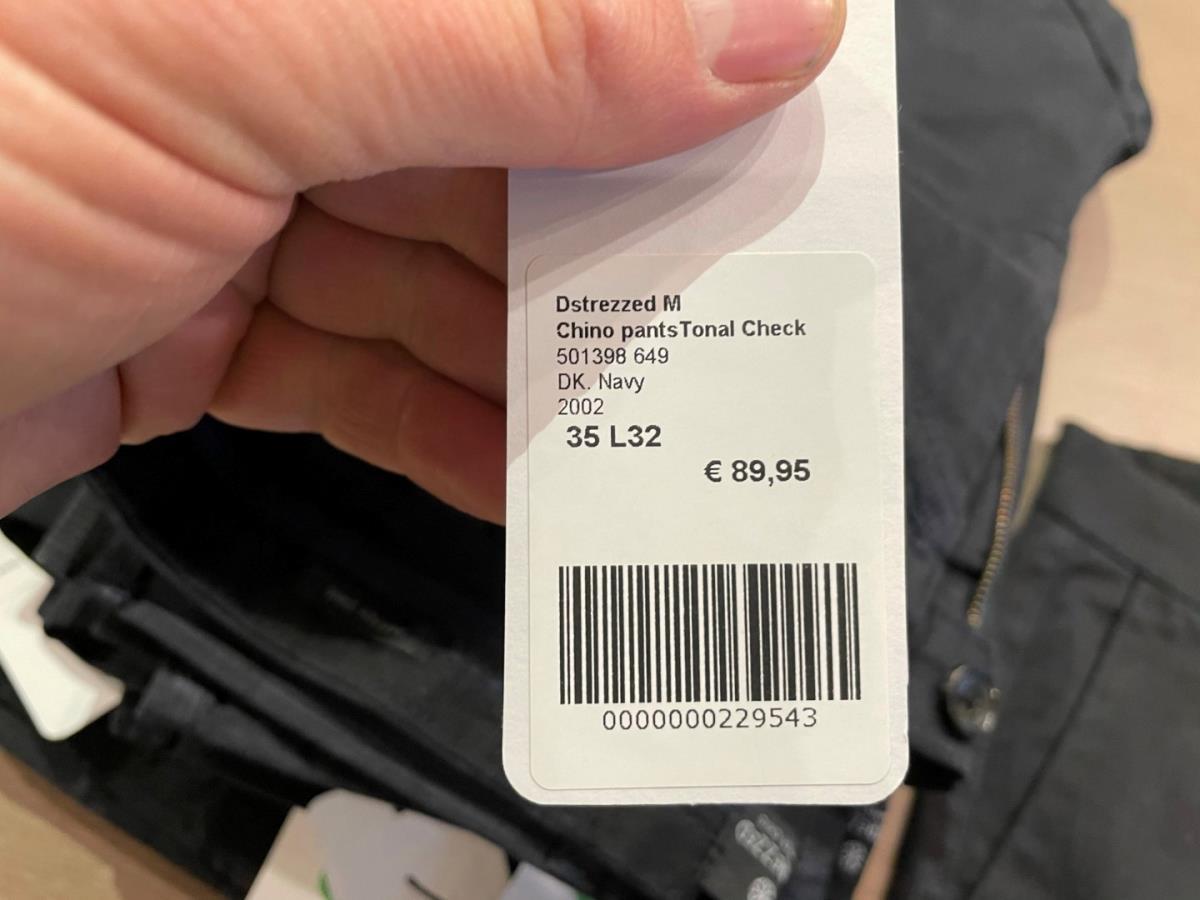 Dstrezzed M
Chino pantsTonal Check
501398 649
DK. Navy
2002
35 L32
€ 89,95
0000000229543